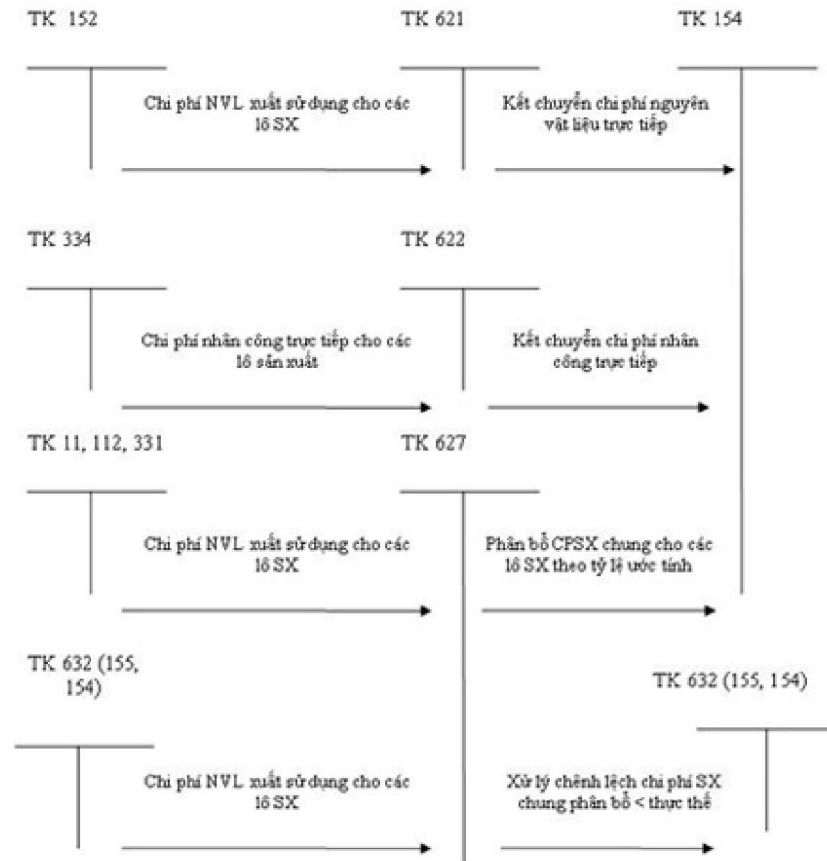 TK 152
TK 621
TK 154
Chi phí NVL xuất sử dụng cho các
lô SX
Kết chuyển chi phí nguyên
vật liệu trực tiếp
TK 334
TK 622
Chi phí nhân công trực tiếp cho các
lô sản xuất
Kết chuyển chi phí nhân
công trực tiếp
TK 11, 112, 331
TK 627
Chi phí NVL xuất sử dụng cho các
lô SX
Phân bổ CPSX chung cho các
lô SX theo tỷ lệ ước tính
TK 632 (155,
154)
TK 632 (155, 154)
Chi phí NVL xuất sử dụng cho các
lô SX
Xử lý chênh lệch chi phí SX
chung phân bổ < thực thế